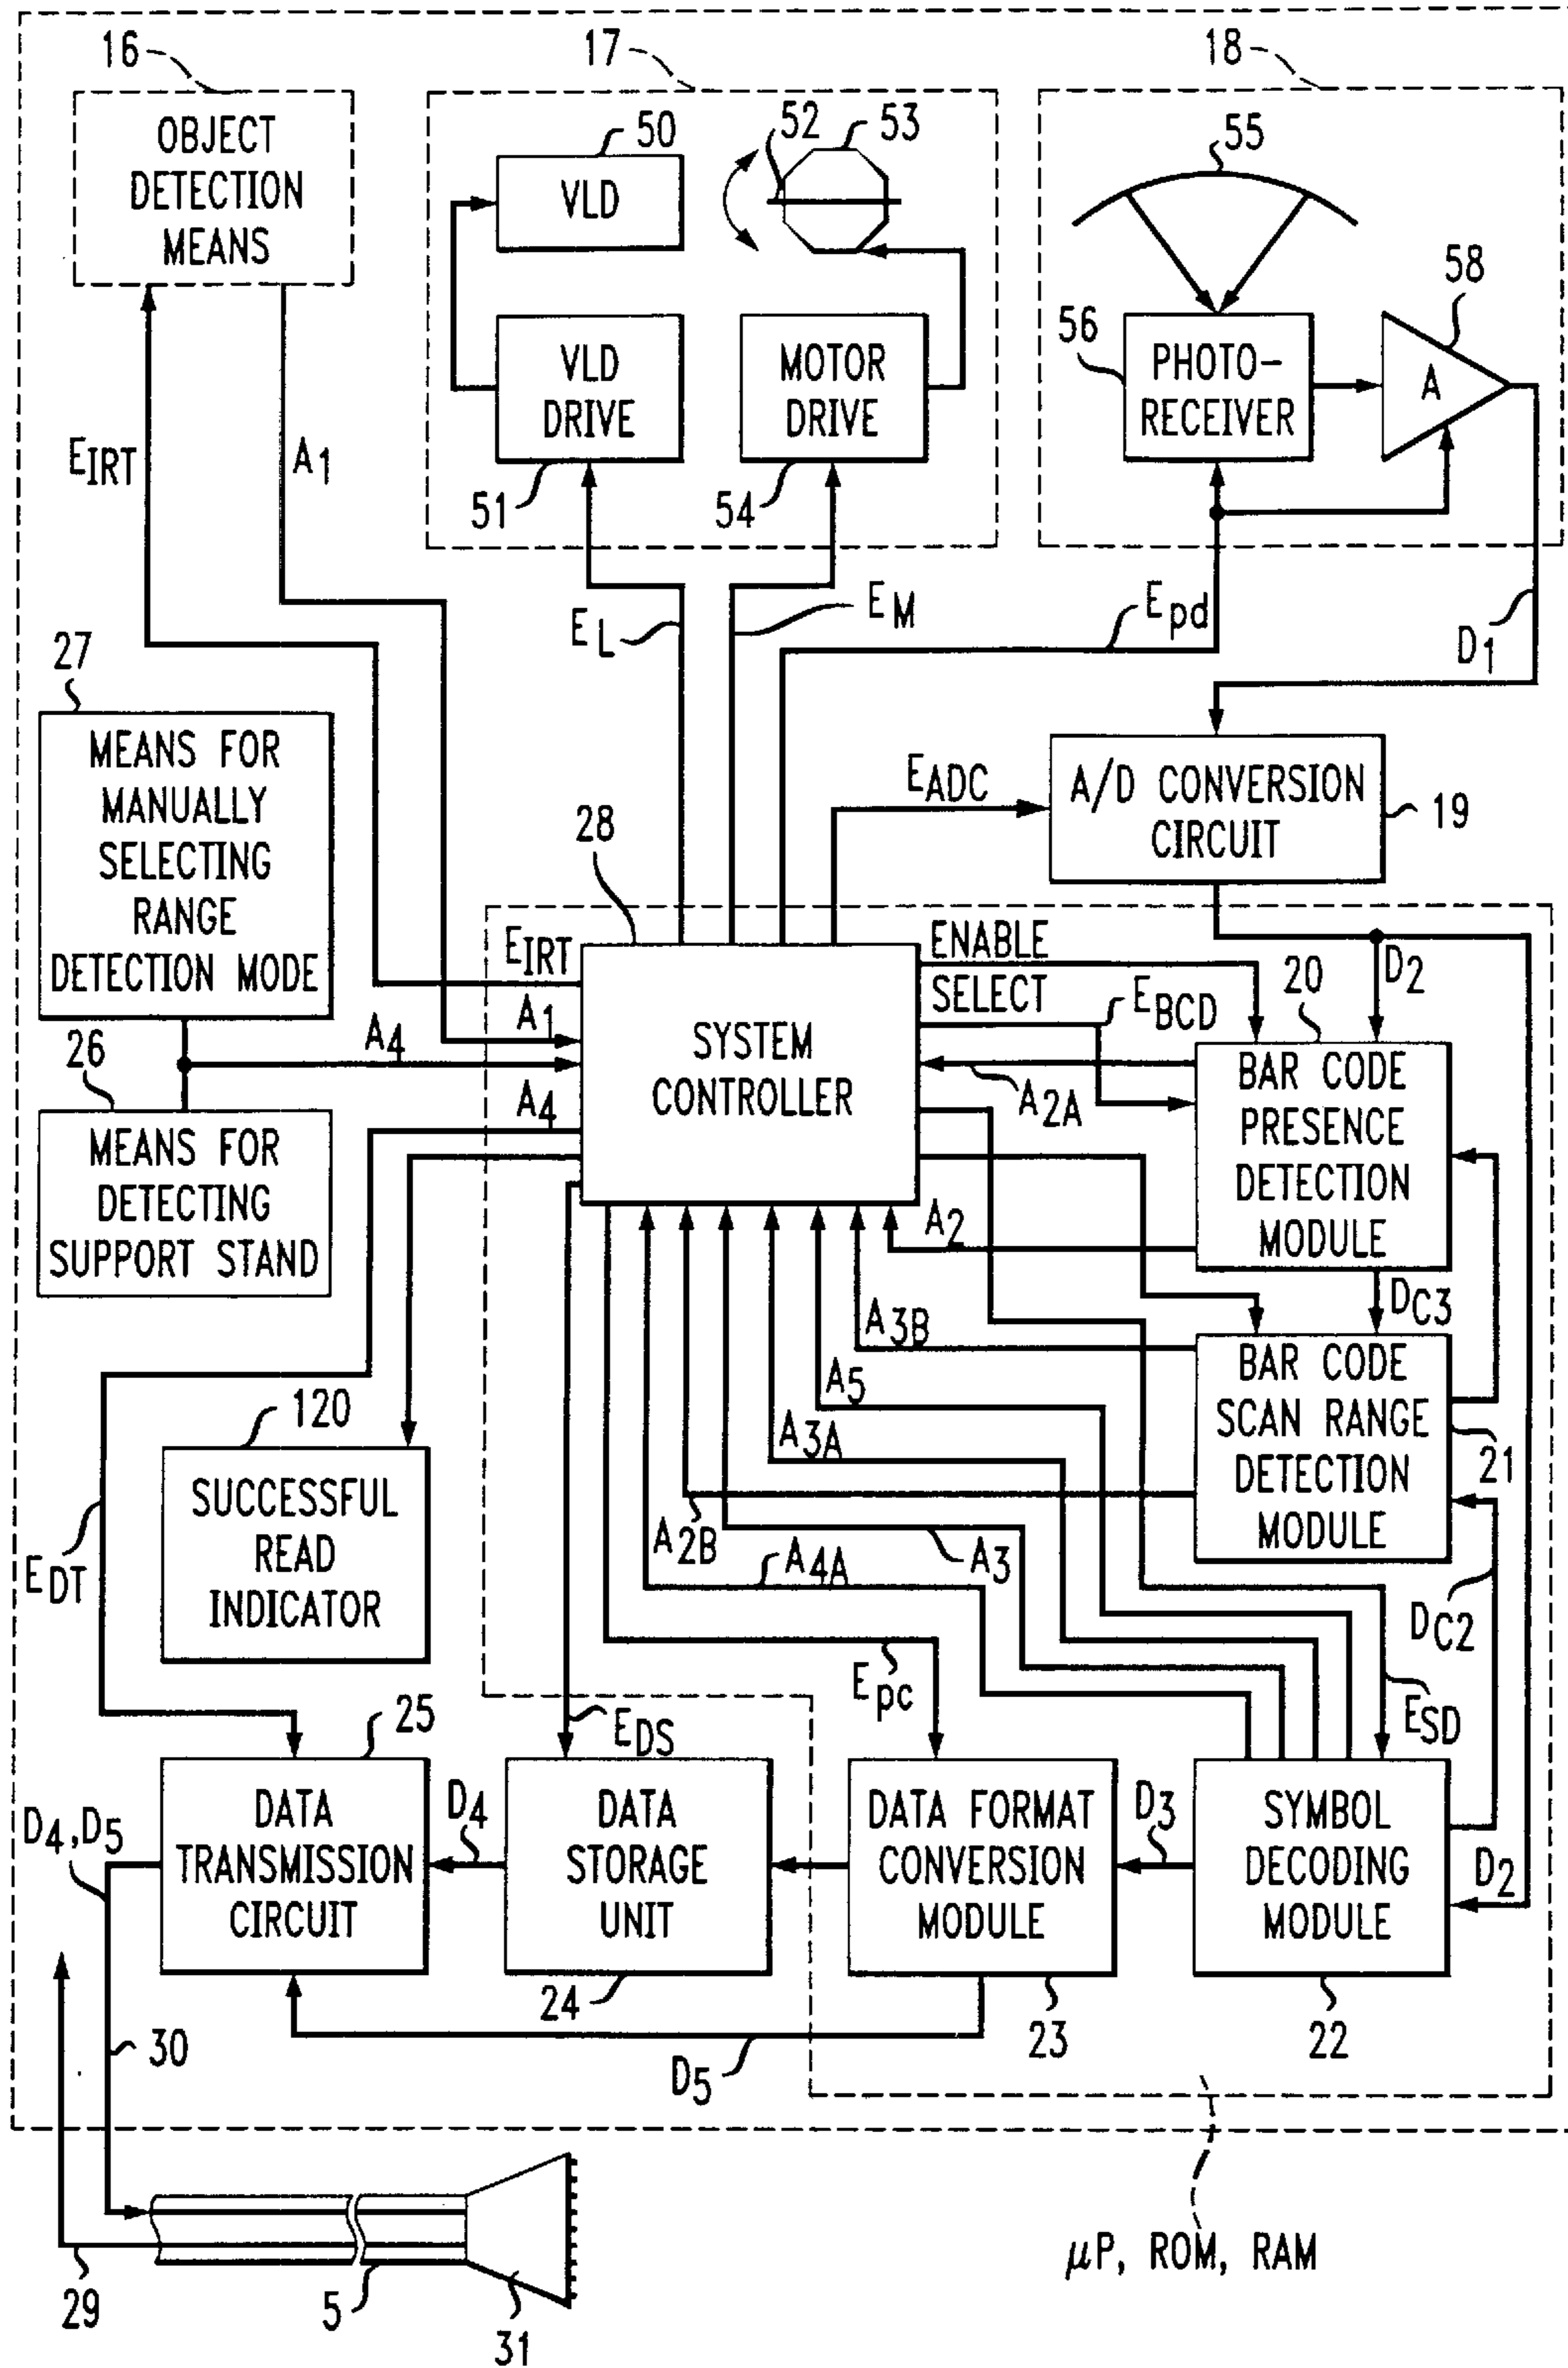 16
17
18
OBJECT
DETECTION
MEANS
50
VLD
52
53
55
VLD
DRIVE
51
MOTOR
DRIVE
54
56
PHOTO-
RECEIVER
58
A
EIRT
A1
EL
EM
Epd
D1
27
MEANS FOR
MANUALLY
SELECTING
RANGE
DETECTION MODE
EADC
A/D CONVERSION
CIRCUIT
19
28
EIRT
A1
A4
A4
SYSTEM
CONTROLLER
ENABLE
SELECT
EBCD
D2
20
A2A
BAR CODE
PRESENCE
DETECTION
MODULE
26
MEANS FOR
DETECTING
SUPPORT STAND
A2
DC3
A3B
A5
A3A
BAR CODE
SCAN RANGE
DETECTION
MODULE
21
120
SUCCESSFUL
READ
INDICATOR
EDT
A2B
A3
A4A
DC2
Epc
ESD
EDS
25
DATA
TRANSMISSION
CIRCUIT
D4,D5
D4
DATA
STORAGE
UNIT
24
DATA FORMAT
CONVERSION
MODULE
23
D3
SYMBOL
DECODING
MODULE
22
D2
30
D5
29
5
31
μP, ROM, RAM